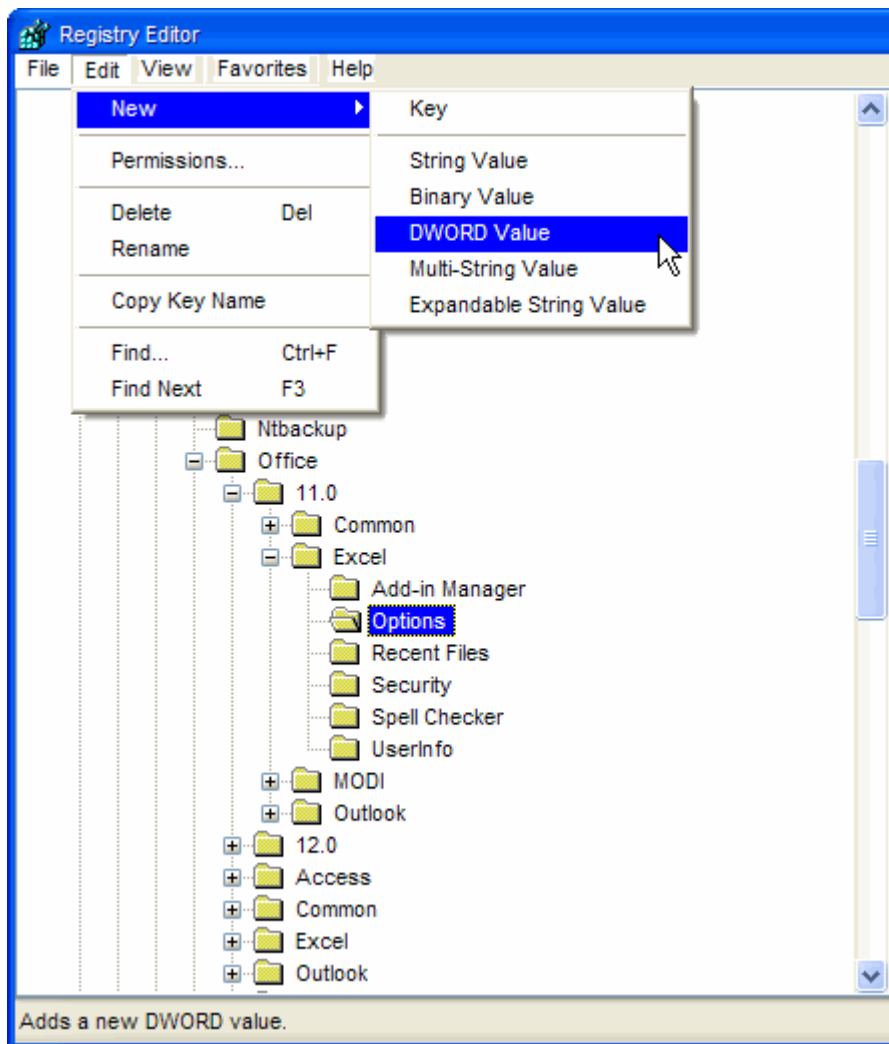 Registry Editor
File Edit View Favorites Help
New
Permissions...
Delete Del
Rename
Copy Key Name
Find... Ctrl+F
Find Next F3
Key
String Value
Binary Value
DWORD Value
Multi-String Value
Expandable String Value
Ntbackup
Office
11.0
Common
Excel
Add-in Manager
Options
Recent Files
Security
Spell Checker
UserInfo
MODI
Outlook
12.0
Access
Common
Excel
Outlook
Adds a new DWORD value.